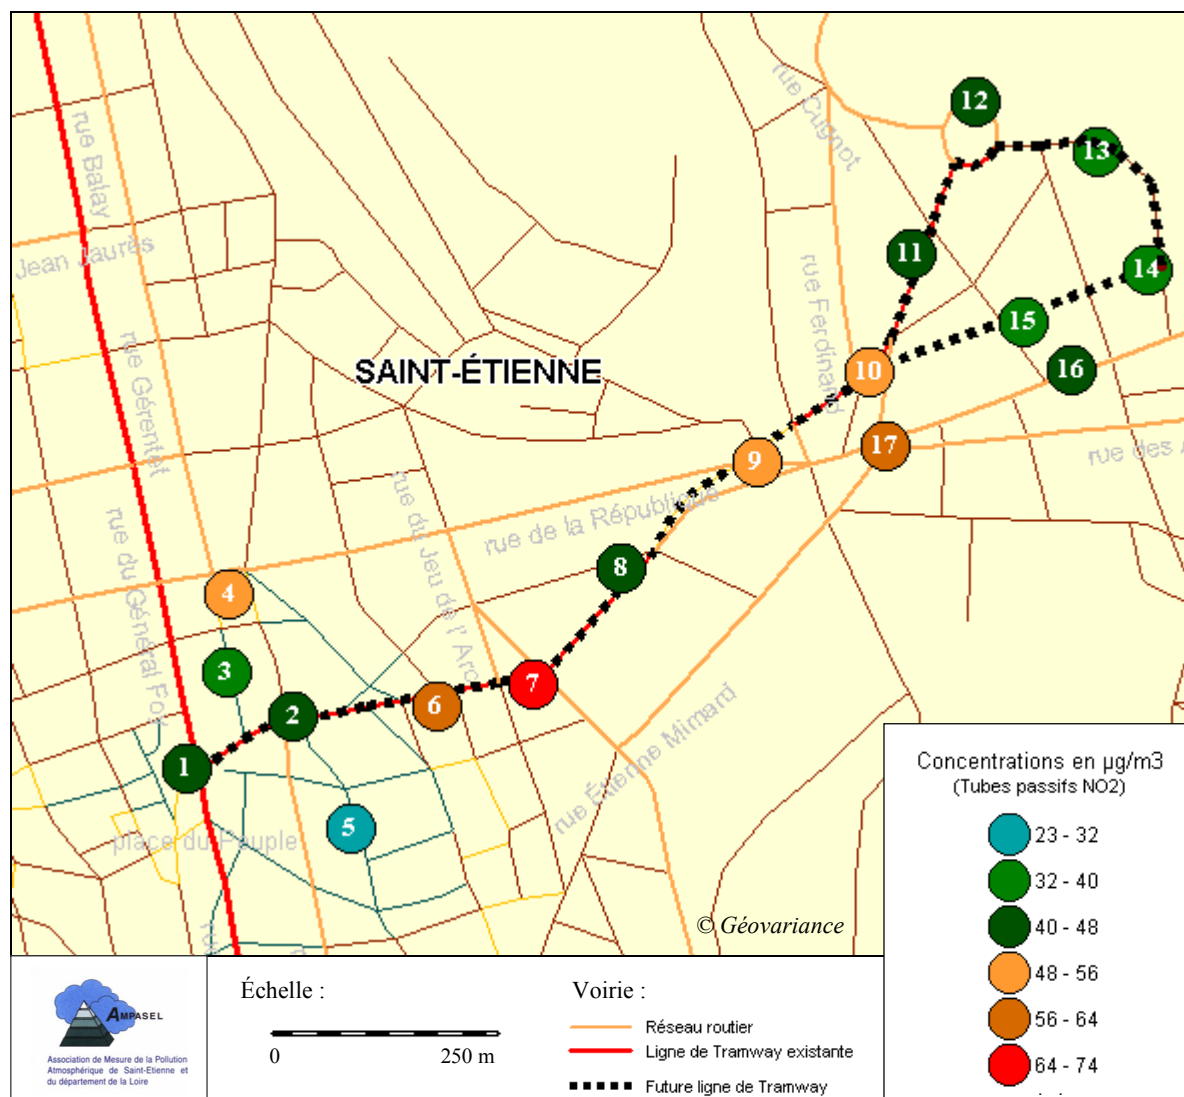 12
rue Cugnot
13
rue Balay
11
Jean Jaurès
14
rue Ferdinand
15
rue Gérentet
SAINT-ÉTIENNE
10
16
17
9
rue des
rue du Jeu de l' Arc
rue de la République
rue du Général Foy
8
4
3
7
6
2
rue Étienne Mimard
1
5
place du Peuple
rue
© Géovariance
Concentrations en µg/m3
(Tubes passifs NO2)
23 - 32
32 - 40
40 - 48
48 - 56
56 - 64
64 - 74
AMPASEL
Association de Mesure de la Pollution
Atmosphérique de Saint-Etienne et
du département de la Loire
Échelle :
0 250 m
Voirie :
Réseau routier
Ligne de Tramway existante
Future ligne de Tramway